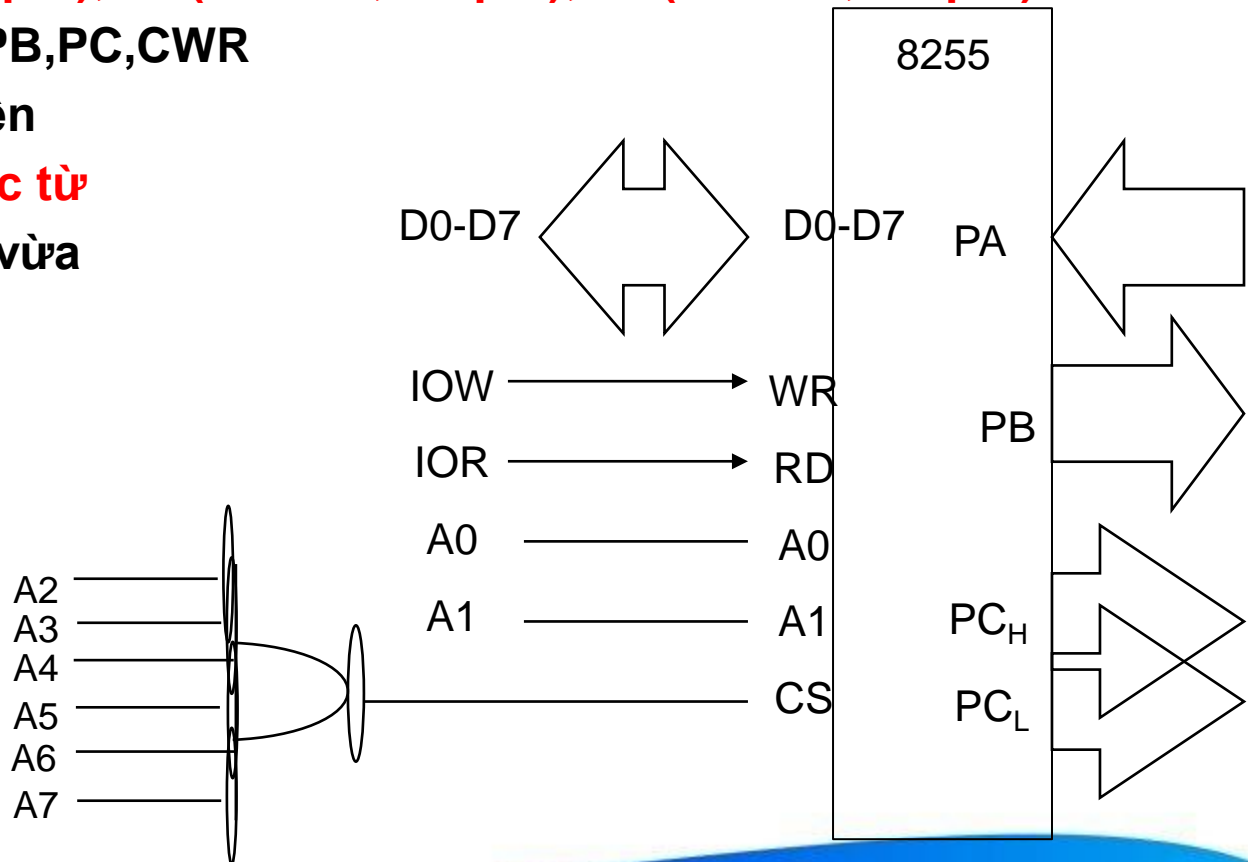 PB,PC,CWR
8255
ên
c từ
vừa
D0-D7
D0-D7
PA
IOW
WR
PB
IOR
RD
A0
A0
A2
A3
A1
A1
PCH
A4
A5
CS
PCL
A6
A7